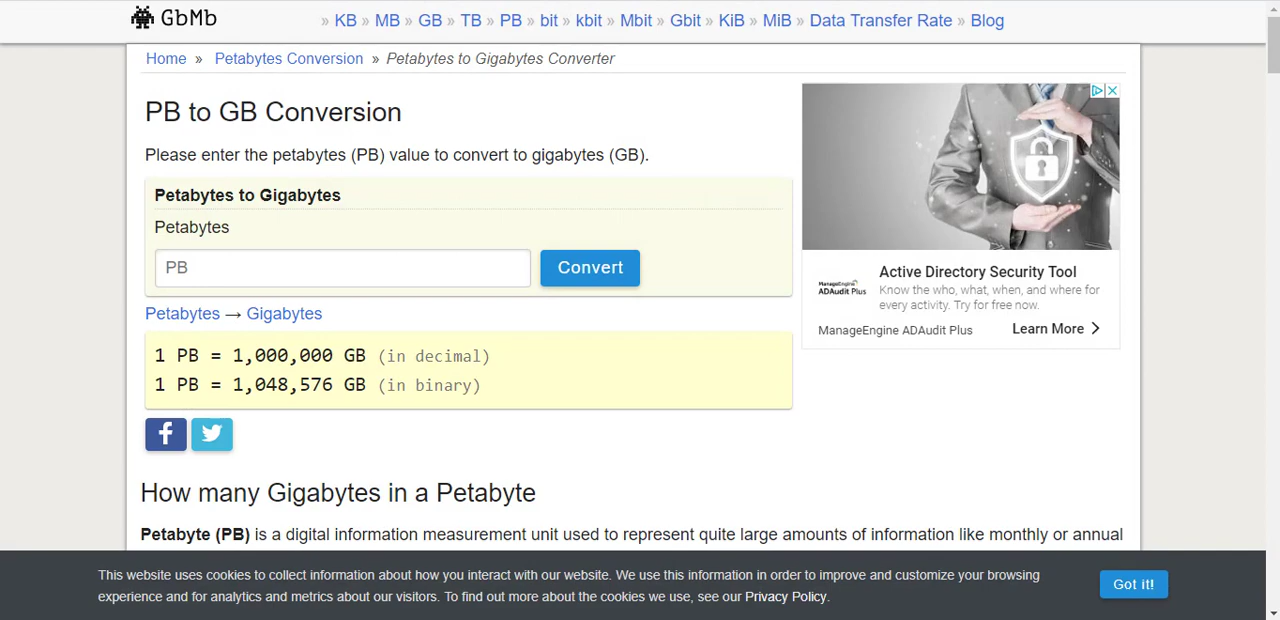 GbMb
» KB » MB » GB » TB » PB » bit » kbit » Mbit » Gbit » KiB » MiB » Data Transfer Rate » Blog
Home » Petabytes Conversion » Petabytes to Gigabytes Converter
PB to GB Conversion
Please enter the petabytes (PB) value to convert to gigabytes (GB).
Petabytes to Gigabytes
Petabytes
PB
Convert
Petabytes → Gigabytes
1 PB = 1,000,000 GB (in decimal)
1 PB = 1,048,576 GB (in binary)
How many Gigabytes in a Petabyte
Petabyte (PB) is a digital information measurement unit used to represent quite large amounts of information like monthly or annual
Active Directory Security Tool
Know the who, what, when, and where for
every activity. Try for free now.
ManageEngine
ADAudit Plus
ManageEngine ADAudit Plus
Learn More
This website uses cookies to collect information about how you interact with our website. We use this information in order to improve and customize your browsing
experience and for analytics and metrics about our visitors. To find out more about the cookies we use, see our Privacy Policy.
Got it!